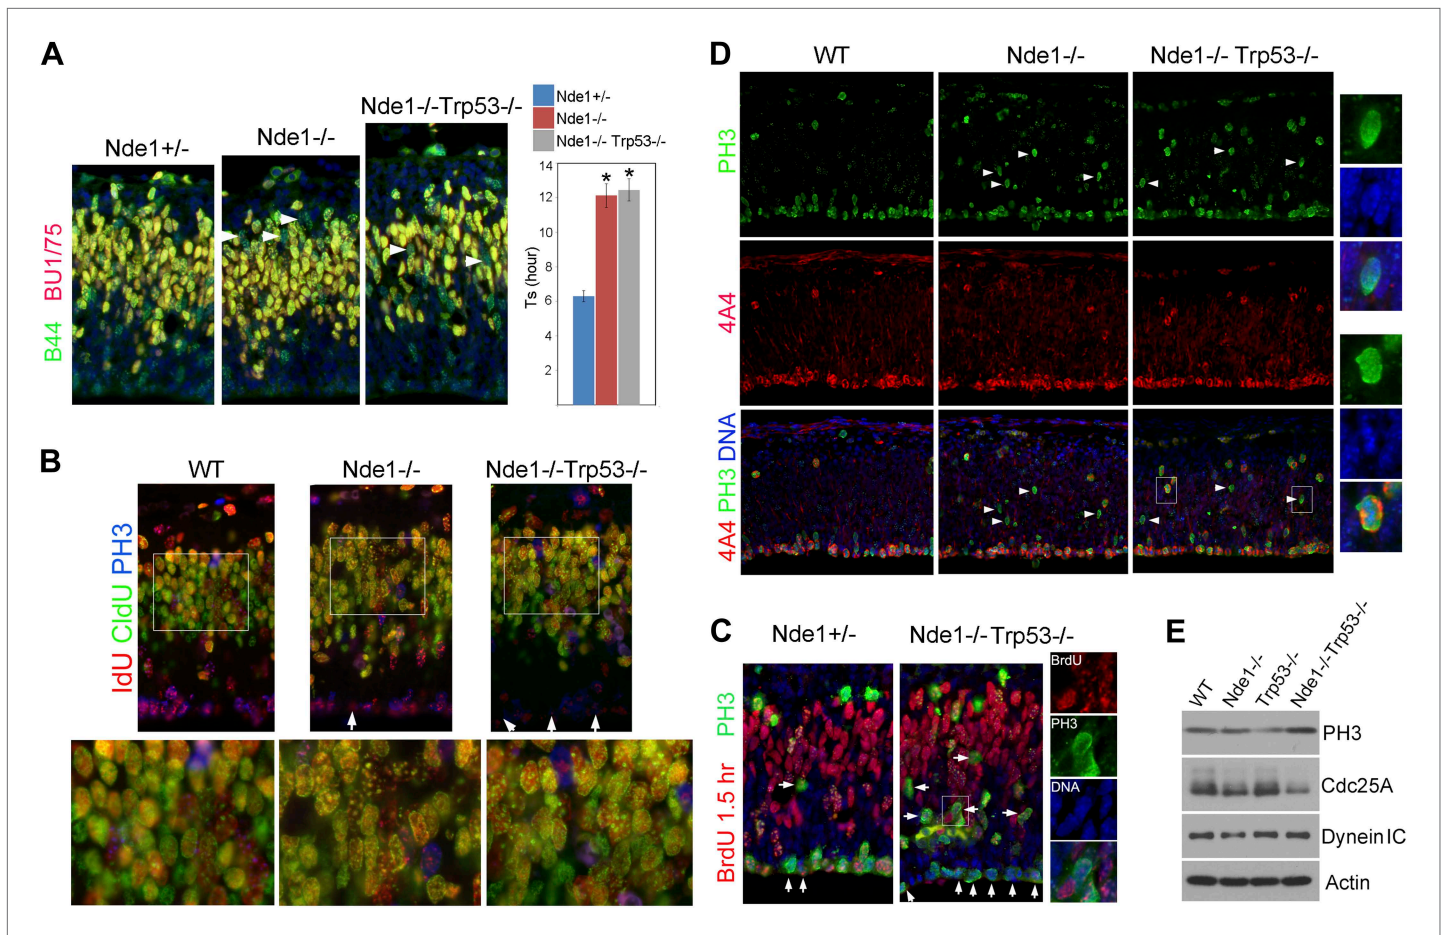 A
Nde1+/-
Nde1-/-
Nde1-/-Trp53-/-
B44 BU1/75
Nde1+/-
Nde1-/-
Nde1-/- Trp53-/-
Ts (hour)
14
12
10
8
6
4
2
* *
B
WT
Nde1-/-
Nde1-/-Trp53-/-
IdU CldU PH3
D
WT
Nde1-/-
Nde1-/- Trp53-/-
PH3
4A4
4A4 PH3 DNA
C
Nde1+/-
Nde1-/- Trp53-/-
BrdU 1.5 hr PH3
BrdU
PH3
DNA
E
WT
Nde1-/-
Trp53-/-
Nde1-/-Trp53-/-
PH3
Cdc25A
Dynein IC
Actin